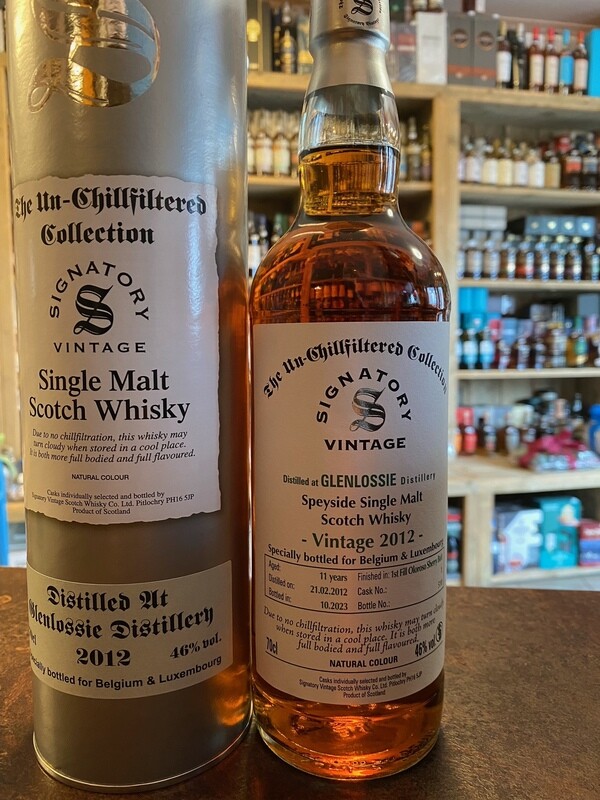 The Un-Chillfiltered
Collection
SIGNATORY
S
VINTAGE
Single Malt
Scotch Whisky
Due to no chillfiltration, this whisky may
turn cloudy when stored in a cool place.
It is both more full bodied and full flavoured.
NATURAL COLOUR
Casks individually selected and bottled by
Signatory Vintage Scotch Whisky Co. Ltd. Pitlochry PH16 5JP
Product of Scotland
Distilled At
Glenlossie Distillery
2012 46% vol.
Specially bottled for Belgium & Luxembourg
The Un-Chillfiltered Collection
SIGNATORY
S
VINTAGE
Distilled at GLENLOSSIE Distillery
Speyside Single Malt
Scotch Whisky
- Vintage 2012 -
Specially bottled for Belgium & Luxembourg
Aged: 11 years Finished in: 1st Fill Oloroso Sherry
Distilled on: 21.02.2012 Cask No.:
Bottled in: 10.2023 Bottle No.:
Due to no chillfiltration, this whisky may turn cloudy
when stored in a cool place. It is both more
full bodied and full flavoured.
70cl 46% vol
NATURAL COLOUR
Casks individually selected and bottled by
Signatory Vintage Scotch Whisky Co. Ltd. Pitlochry PH16 5JP
Product of Scotland